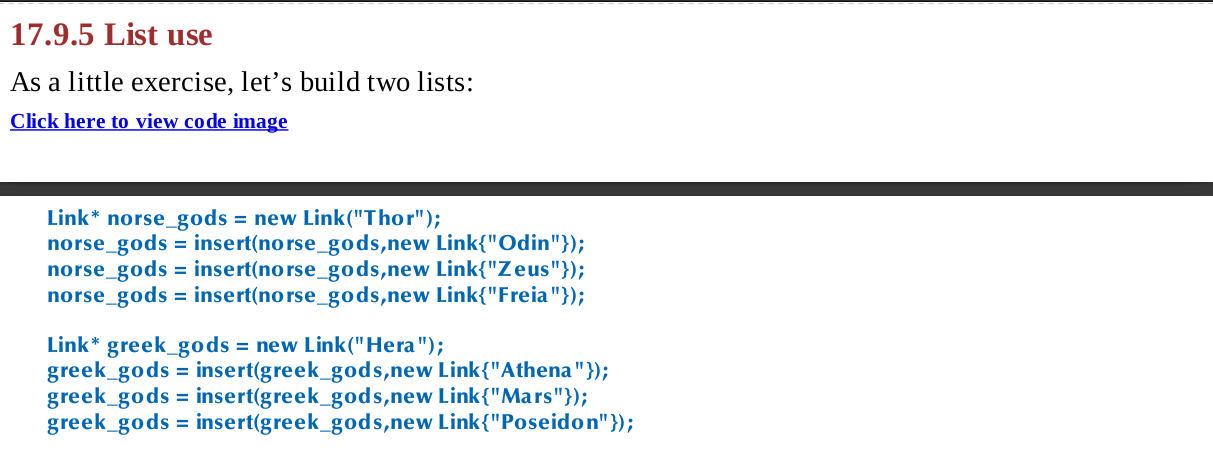 17.9.5 List use
As a little exercise, let’s build two lists:
Click here to view code image
Link* norse_gods = new Link("Thor");
norse_gods = insert(norse_gods,new Link{"Odin"});
norse_gods = insert(norse_gods,new Link{"Zeus"});
norse_gods = insert(norse_gods,new Link{"Freia"});
Link* greek_gods = new Link("Hera");
greek_gods = insert(greek_gods,new Link{"Athena"});
greek_gods = insert(greek_gods,new Link{"Mars"});
greek_gods = insert(greek_gods,new Link{"Poseidon"});